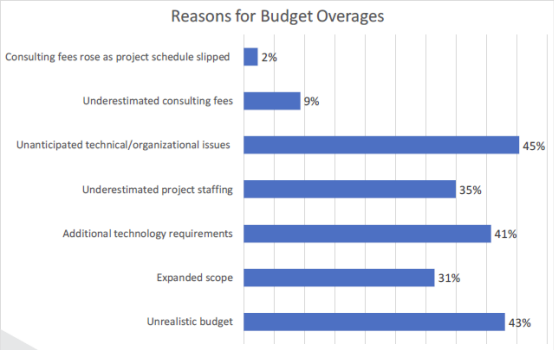 Reasons for Budget Overages
Consulting fees rose as project schedule slipped 2%
Underestimated consulting fees 9%
Unanticipated technical/organizational issues 45%
Underestimated project staffing 35%
Additional technology requirements 41%
Expanded scope 31%
Unrealistic budget 43%